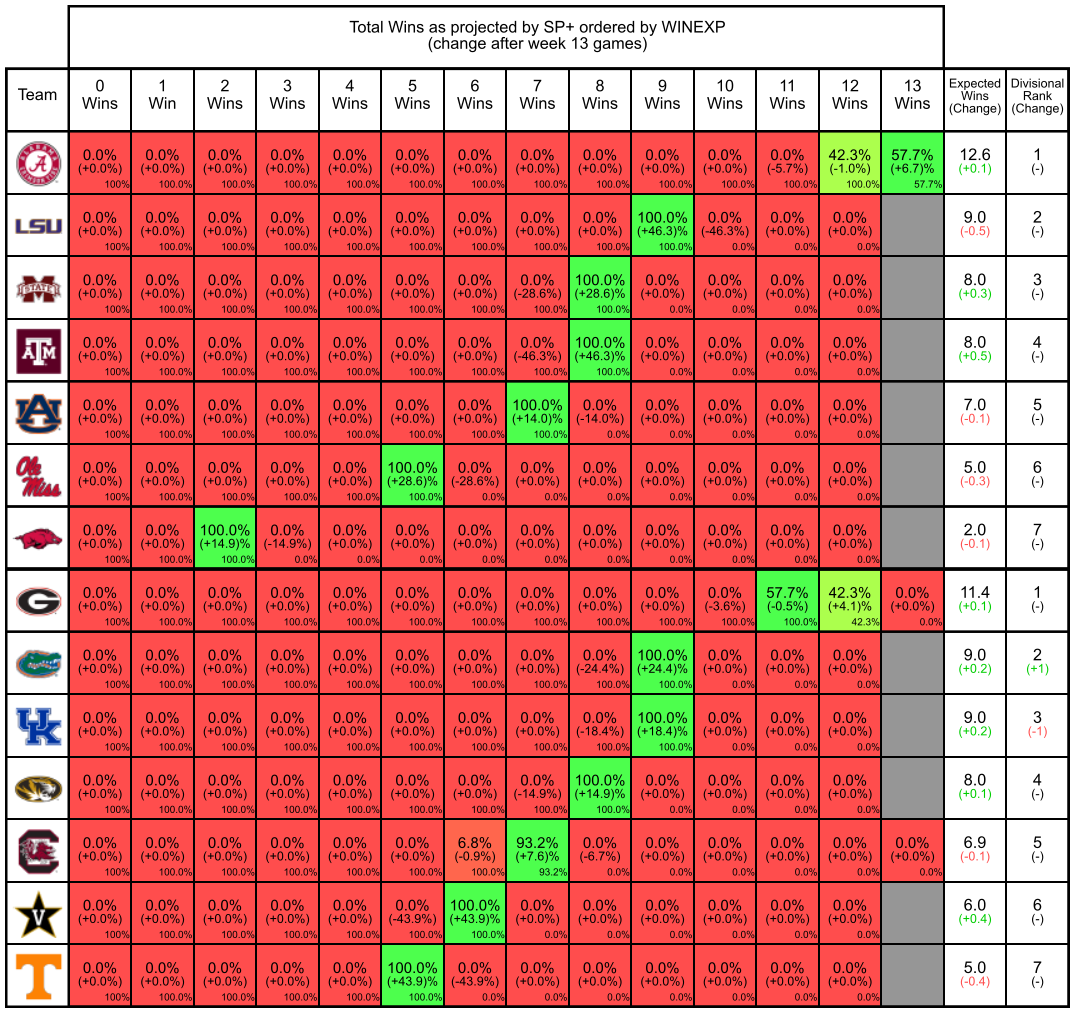 Total Wins as projected by SP+ ordered by WINEXP
(change after week 13 games)
Team 0 Wins 1 Win 2 Wins 3 Wins 4 Wins 5 Wins 6 Wins 7 Wins 8 Wins 9 Wins 10 Wins 11 Wins 12 Wins 13 Wins Expected Wins (Change) Divisional Rank (Change)
ALABAMA CRIMSON TIDE A
0.0% 0.0% 0.0% 0.0% 0.0% 0.0% 0.0% 0.0% 0.0% 0.0% 0.0% 0.0% 42.3% 57.7% 12.6 1
(+0.0%) (+0.0%) (+0.0%) (+0.0%) (+0.0%) (+0.0%) (+0.0%) (+0.0%) (+0.0%) (+0.0%) (+0.0%) (-5.7%) (-1.0%) (+6.7)% (+0.1) (-)
100% 100.0% 100.0% 100.0% 100.0% 100.0% 100.0% 100.0% 100.0% 100.0% 100.0% 100.0% 100.0% 57.7%
LSU
0.0% 0.0% 0.0% 0.0% 0.0% 0.0% 0.0% 0.0% 0.0% 100.0% 0.0% 0.0% 0.0% 9.0 2
(+0.0%) (+0.0%) (+0.0%) (+0.0%) (+0.0%) (+0.0%) (+0.0%) (+0.0%) (+0.0%) (+46.3)% (-46.3%) (+0.0%) (+0.0%) (-0.5) (-)
100% 100.0% 100.0% 100.0% 100.0% 100.0% 100.0% 100.0% 100.0% 100.0% 0.0% 0.0% 0.0%
M STATE
0.0% 0.0% 0.0% 0.0% 0.0% 0.0% 0.0% 0.0% 100.0% 0.0% 0.0% 0.0% 0.0% 8.0 3
(+0.0%) (+0.0%) (+0.0%) (+0.0%) (+0.0%) (+0.0%) (+0.0%) (-28.6%) (+28.6)% (+0.0%) (+0.0%) (+0.0%) (+0.0%) (+0.3) (-)
100% 100.0% 100.0% 100.0% 100.0% 100.0% 100.0% 100.0% 100.0% 0.0% 0.0% 0.0% 0.0%
ATM
0.0% 0.0% 0.0% 0.0% 0.0% 0.0% 0.0% 0.0% 100.0% 0.0% 0.0% 0.0% 0.0% 8.0 4
(+0.0%) (+0.0%) (+0.0%) (+0.0%) (+0.0%) (+0.0%) (+0.0%) (-46.3%) (+46.3)% (+0.0%) (+0.0%) (+0.0%) (+0.0%) (+0.5) (-)
100% 100.0% 100.0% 100.0% 100.0% 100.0% 100.0% 100.0% 100.0% 0.0% 0.0% 0.0% 0.0%
AU
0.0% 0.0% 0.0% 0.0% 0.0% 0.0% 0.0% 100.0% 0.0% 0.0% 0.0% 0.0% 0.0% 7.0 5
(+0.0%) (+0.0%) (+0.0%) (+0.0%) (+0.0%) (+0.0%) (+0.0%) (+14.0)% (-14.0%) (+0.0%) (+0.0%) (+0.0%) (+0.0%) (-0.1) (-)
100% 100.0% 100.0% 100.0% 100.0% 100.0% 100.0% 100.0% 0.0% 0.0% 0.0% 0.0% 0.0%
Ole Miss
0.0% 0.0% 0.0% 0.0% 0.0% 100.0% 0.0% 0.0% 0.0% 0.0% 0.0% 0.0% 0.0% 5.0 6
(+0.0%) (+0.0%) (+0.0%) (+0.0%) (+0.0%) (+28.6)% (-28.6%) (+0.0%) (+0.0%) (+0.0%) (+0.0%) (+0.0%) (+0.0%) (-0.3) (-)
100% 100.0% 100.0% 100.0% 100.0% 100.0% 0.0% 0.0% 0.0% 0.0% 0.0% 0.0% 0.0%
0.0% 0.0% 100.0% 0.0% 0.0% 0.0% 0.0% 0.0% 0.0% 0.0% 0.0% 0.0% 0.0% 2.0 7
(+0.0%) (+0.0%) (+14.9)% (-14.9%) (+0.0%) (+0.0%) (+0.0%) (+0.0%) (+0.0%) (+0.0%) (+0.0%) (+0.0%) (+0.0%) (-0.1) (-)
100% 100.0% 100.0% 0.0% 0.0% 0.0% 0.0% 0.0% 0.0% 0.0% 0.0% 0.0% 0.0%
G
0.0% 0.0% 0.0% 0.0% 0.0% 0.0% 0.0% 0.0% 0.0% 0.0% 0.0% 57.7% 42.3% 0.0% 11.4 1
(+0.0%) (+0.0%) (+0.0%) (+0.0%) (+0.0%) (+0.0%) (+0.0%) (+0.0%) (+0.0%) (+0.0%) (-3.6%) (-0.5%) (+4.1)% (+0.0%) (+0.1) (-)
100% 100.0% 100.0% 100.0% 100.0% 100.0% 100.0% 100.0% 100.0% 100.0% 100.0% 100.0% 42.3% 0.0%
0.0% 0.0% 0.0% 0.0% 0.0% 0.0% 0.0% 0.0% 0.0% 100.0% 0.0% 0.0% 0.0% 9.0 2
(+0.0%) (+0.0%) (+0.0%) (+0.0%) (+0.0%) (+0.0%) (+0.0%) (+0.0%) (-24.4%) (+24.4)% (+0.0%) (+0.0%) (+0.0%) (+0.2) (+1)
100% 100.0% 100.0% 100.0% 100.0% 100.0% 100.0% 100.0% 100.0% 100.0% 0.0% 0.0% 0.0%
UK
0.0% 0.0% 0.0% 0.0% 0.0% 0.0% 0.0% 0.0% 0.0% 100.0% 0.0% 0.0% 0.0% 9.0 3
(+0.0%) (+0.0%) (+0.0%) (+0.0%) (+0.0%) (+0.0%) (+0.0%) (+0.0%) (-18.4%) (+18.4)% (+0.0%) (+0.0%) (+0.0%) (+0.2) (-1)
100% 100.0% 100.0% 100.0% 100.0% 100.0% 100.0% 100.0% 100.0% 100.0% 0.0% 0.0% 0.0%
0.0% 0.0% 0.0% 0.0% 0.0% 0.0% 0.0% 0.0% 100.0% 0.0% 0.0% 0.0% 0.0% 8.0 4
(+0.0%) (+0.0%) (+0.0%) (+0.0%) (+0.0%) (+0.0%) (+0.0%) (-14.9%) (+14.9)% (+0.0%) (+0.0%) (+0.0%) (+0.0%) (+0.1) (-)
100% 100.0% 100.0% 100.0% 100.0% 100.0% 100.0% 100.0% 100.0% 0.0% 0.0% 0.0% 0.0%
C
0.0% 0.0% 0.0% 0.0% 0.0% 0.0% 6.8% 93.2% 0.0% 0.0% 0.0% 0.0% 0.0% 0.0% 6.9 5
(+0.0%) (+0.0%) (+0.0%) (+0.0%) (+0.0%) (+0.0%) (-0.9%) (+7.6)% (-6.7%) (+0.0%) (+0.0%) (+0.0%) (+0.0%) (+0.0%) (-0.1) (-)
100% 100.0% 100.0% 100.0% 100.0% 100.0% 100.0% 93.2% 0.0% 0.0% 0.0% 0.0% 0.0% 0.0%
V
0.0% 0.0% 0.0% 0.0% 0.0% 0.0% 100.0% 0.0% 0.0% 0.0% 0.0% 0.0% 0.0% 6.0 6
(+0.0%) (+0.0%) (+0.0%) (+0.0%) (+0.0%) (-43.9%) (+43.9)% (+0.0%) (+0.0%) (+0.0%) (+0.0%) (+0.0%) (+0.0%) (+0.4) (-)
100% 100.0% 100.0% 100.0% 100.0% 100.0% 100.0% 0.0% 0.0% 0.0% 0.0% 0.0% 0.0%
T
0.0% 0.0% 0.0% 0.0% 0.0% 100.0% 0.0% 0.0% 0.0% 0.0% 0.0% 0.0% 0.0% 5.0 7
(+0.0%) (+0.0%) (+0.0%) (+0.0%) (+0.0%) (+43.9)% (-43.9%) (+0.0%) (+0.0%) (+0.0%) (+0.0%) (+0.0%) (+0.0%) (-0.4) (-)
100% 100.0% 100.0% 100.0% 100.0% 100.0% 0.0% 0.0% 0.0% 0.0% 0.0% 0.0% 0.0%